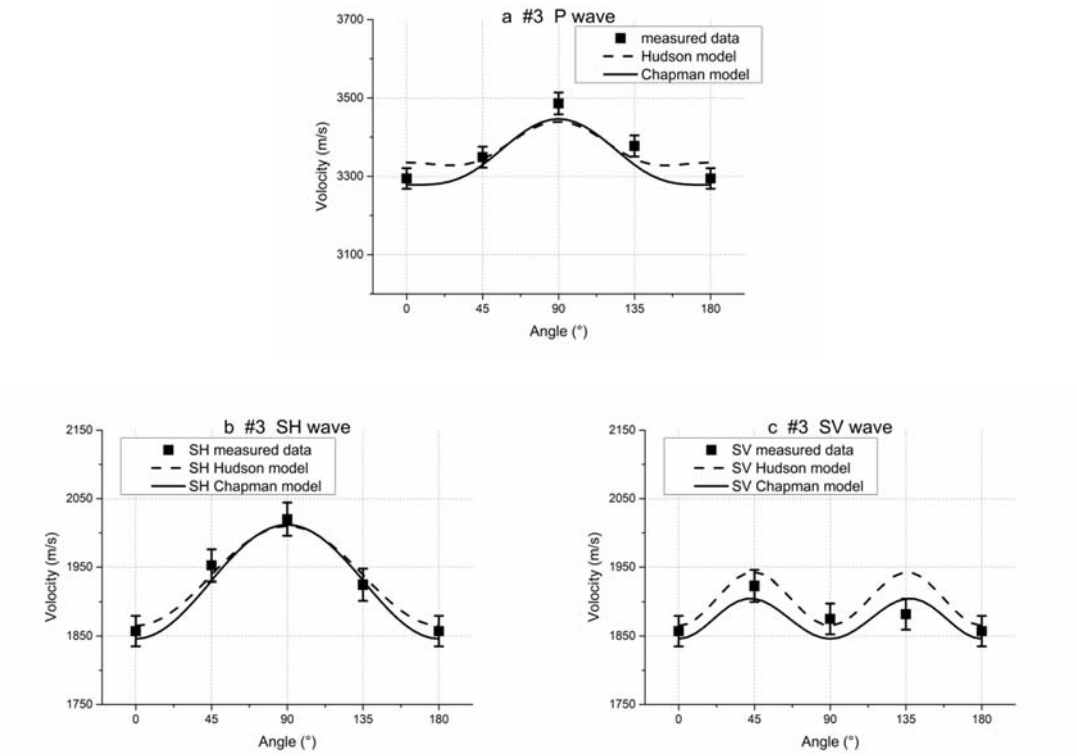 a #3 P wave
measured data
Hudson model
Chapman model
3700
3500
3300
3100
Volocity (m/s)
0 45 90 135 180
Angle (°)
b #3 SH wave
SH measured data
SH Hudson model
SH Chapman model
2150
2050
1950
1850
1750
Volocity (m/s)
0 45 90 135 180
Angle (°)
c #3 SV wave
SV measured data
SV Hudson model
SV Chapman model
2150
2050
1950
1850
1750
Volocity (m/s)
0 45 90 135 180
Angle (°)